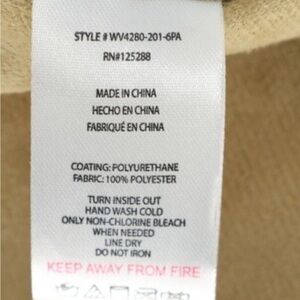 STYLE # WV4280-201-6PA
RN#125288
MADE IN CHINA
HECHO EN CHINA
FABRIQUÉ EN CHINA
COATING: POLYURETHANE
FABRIC: 100% POLYESTER
TURN INSIDE OUT
HAND WASH COLD
ONLY NON-CHLORINE BLEACH
WHEN NEEDED
LINE DRY
DO NOT IRON
KEEP AWAY FROM FIRE